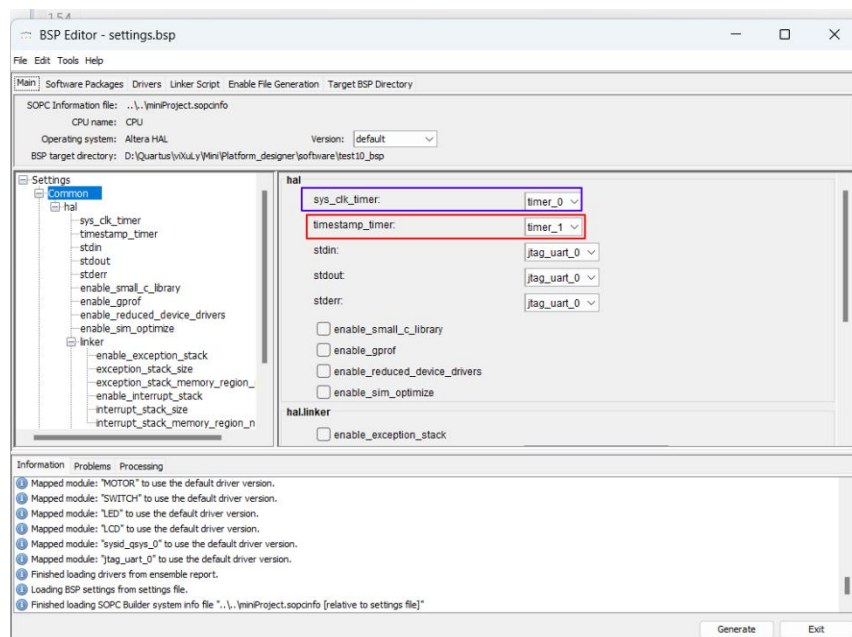 154
BSP Editor - settings.bsp
File Edit Tools Help
Main Software Packages Drivers Linker Script Enable File Generation Target BSP Directory
SOPC Information file: ..\..\miniProject.sopcinfo
CPU name: CPU
Operating system: Altera HAL Version: default
BSP target directory: D:\Quartus\viXuLy\Mini\Platform_designer\software\test10_bsp
Settings
Common
hal
sys_clk_timer
timestamp_timer
stdin
stdout
stderr
enable_small_c_library
enable_gprof
enable_reduced_device_drivers
enable_sim_optimize
linker
enable_exception_stack
exception_stack_size
exception_stack_memory_region_
enable_interrupt_stack
interrupt_stack_size
interrupt_stack_memory_region_n
hal
sys_clk_timer: timer_0
timestamp_timer: timer_1
stdin: jtag_uart_0
stdout: jtag_uart_0
stderr: jtag_uart_0
enable_small_c_library
enable_gprof
enable_reduced_device_drivers
enable_sim_optimize
hal.linker
enable_exception_stack
Information Problems Processing
Mapped module: "MOTOR" to use the default driver version.
Mapped module: "SWITCH" to use the default driver version.
Mapped module: "LED" to use the default driver version.
Mapped module: "LCD" to use the default driver version.
Mapped module: "sysid_qsys_0" to use the default driver version.
Mapped module: "jtag_uart_0" to use the default driver version.
Finished loading drivers from ensemble report.
Loading BSP settings from settings file.
Finished loading SOPC Builder system info file "..\..\miniProject.sopcinfo [relative to settings file]"
Generate Exit